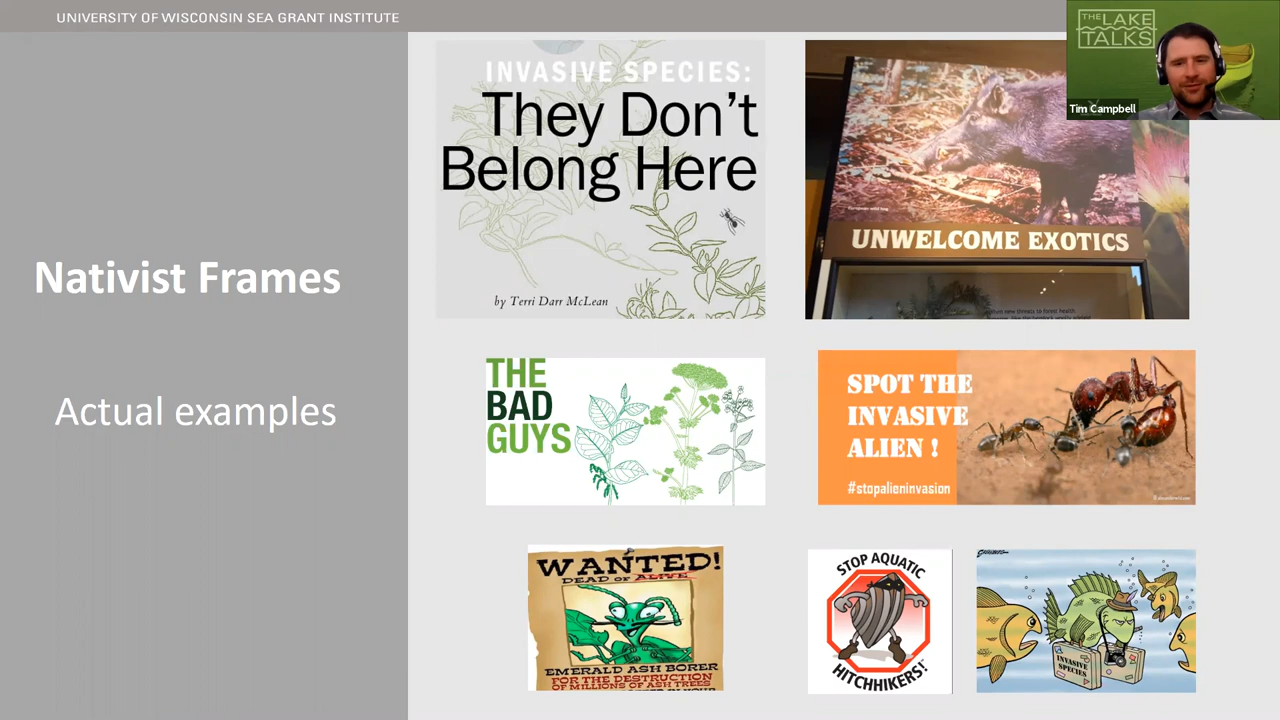 UNIVERSITY OF WISCONSIN SEA GRANT INSTITUTE
THE
LAKE
TALKS
Tim Campbell
Nativist Frames
Actual examples
INVASIVE SPECIES:
They Don't
Belong Here
by Terri Darr McLean
UNWELCOME EXOTICS
THE
BAD
GUYS
SPOT THE
INVASIVE
ALIEN !
#stopalieninvasion
WANTED!
DEAD or ALIVE
EMERALD ASH BORER
FOR THE DESTRUCTION
OF MILLIONS OF ASH TREES
STOP AQUATIC
HITCHHIKERS!
INVASIVE
SPECIES